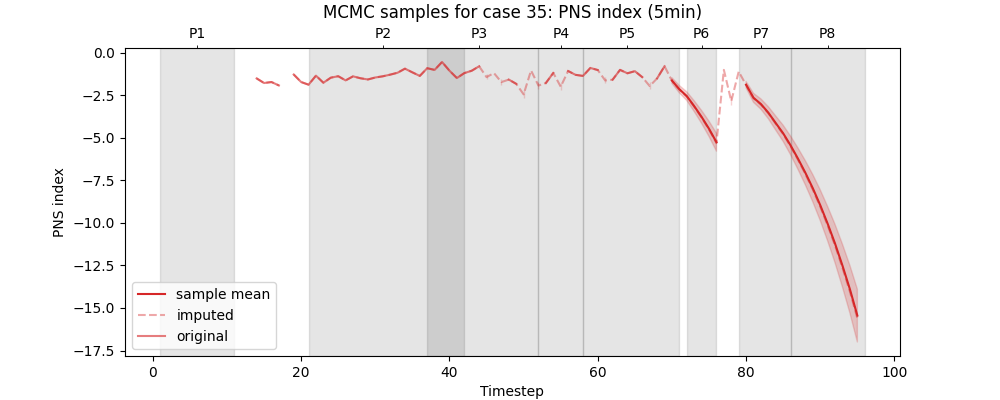 MCMC samples for case 35: PNS index (5min)
P1 P2 P3 P4 P5 P6 P7 P8
0.0
−2.5
−5.0
−7.5
−10.0
−12.5
−15.0
−17.5
PNS index
sample mean
imputed
original
0 20 40 60 80 100
Timestep